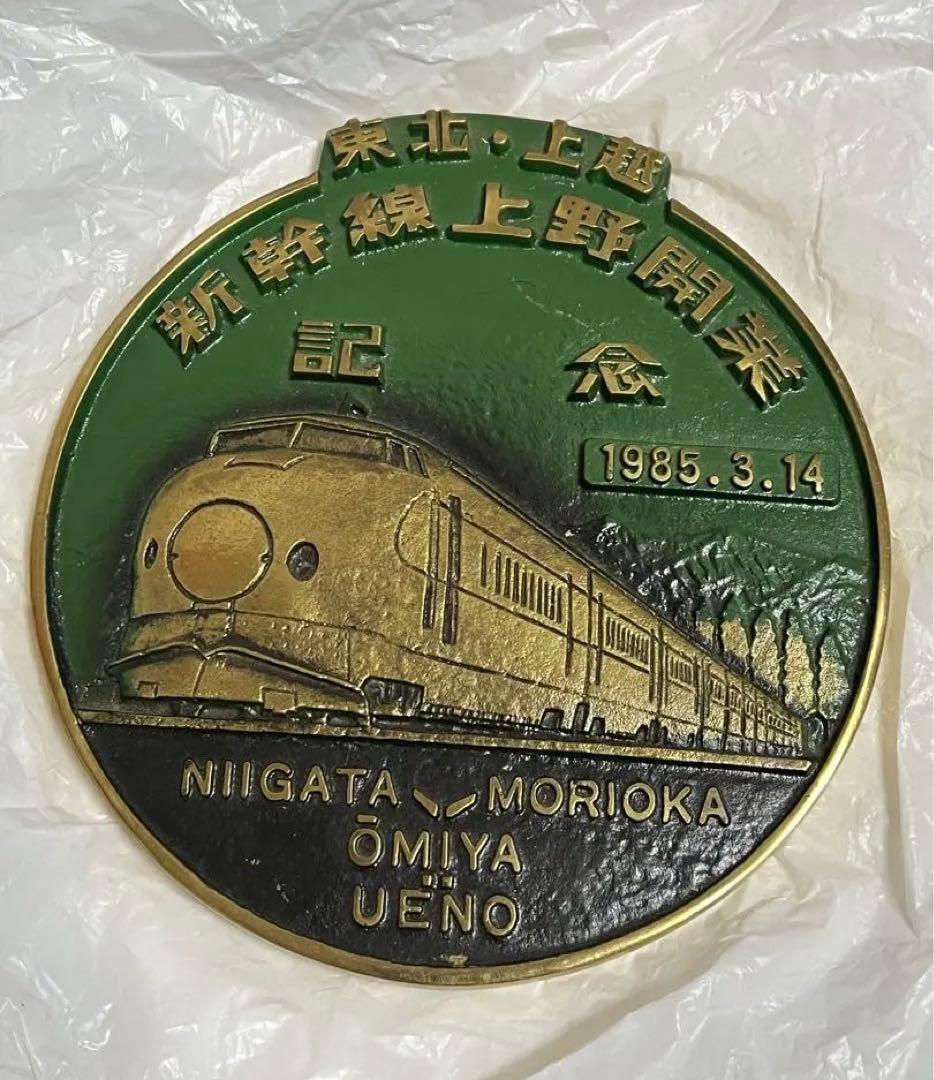 東北・上越
新幹線上野開業
記念
1985.3.14
NIIGATA MORIOKA
ŌMIYA
UENO